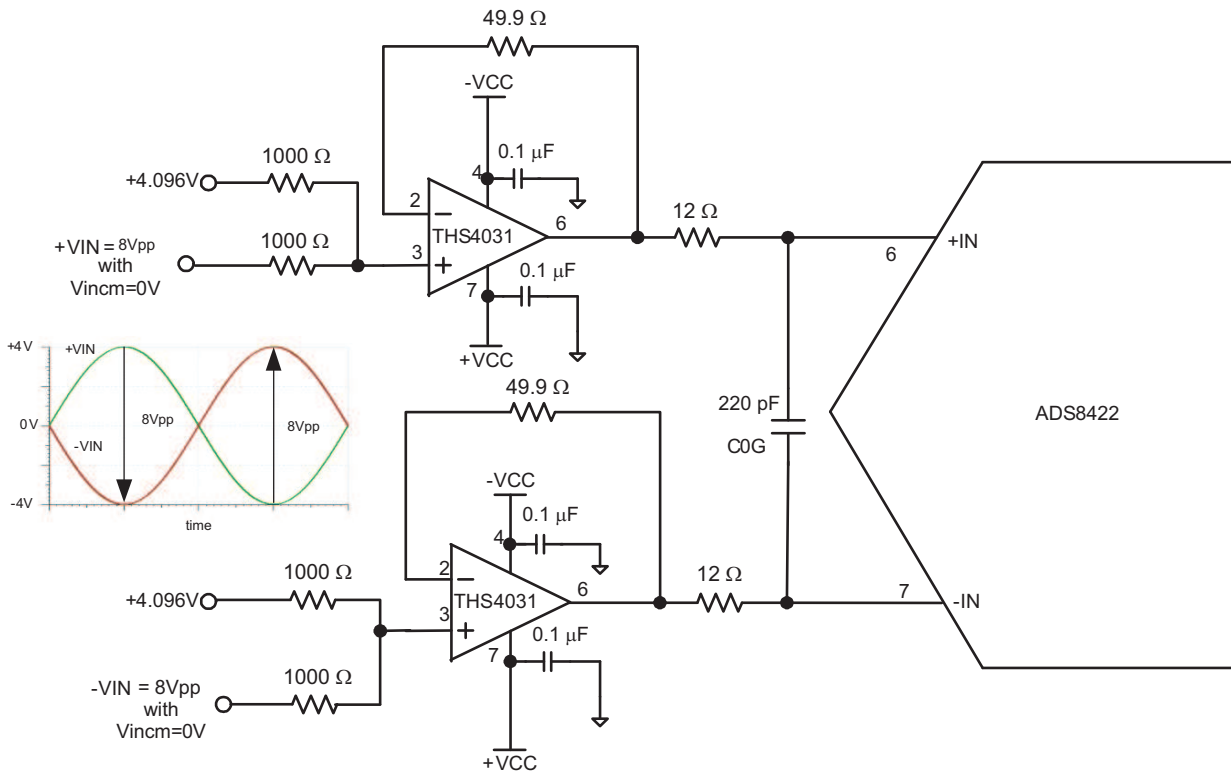 49.9 Ω
-VCC
0.1 µF
4
1000 Ω
+4.096V
2
THS4031
6
12 Ω
+VIN = 8Vpp
with
Vincm=0V
1000 Ω
3
0.1 µF
7
+VCC
6
+IN
+4V
+VIN
0V
8Vpp
8Vpp
-VIN
-4V
time
49.9 Ω
220 pF
C0G
ADS8422
-VCC
0.1 µF
4
1000 Ω
+4.096V
2
THS4031
6
12 Ω
7
-IN
3
1000 Ω
0.1 µF
7
-VIN = 8Vpp
with
Vincm=0V
+VCC